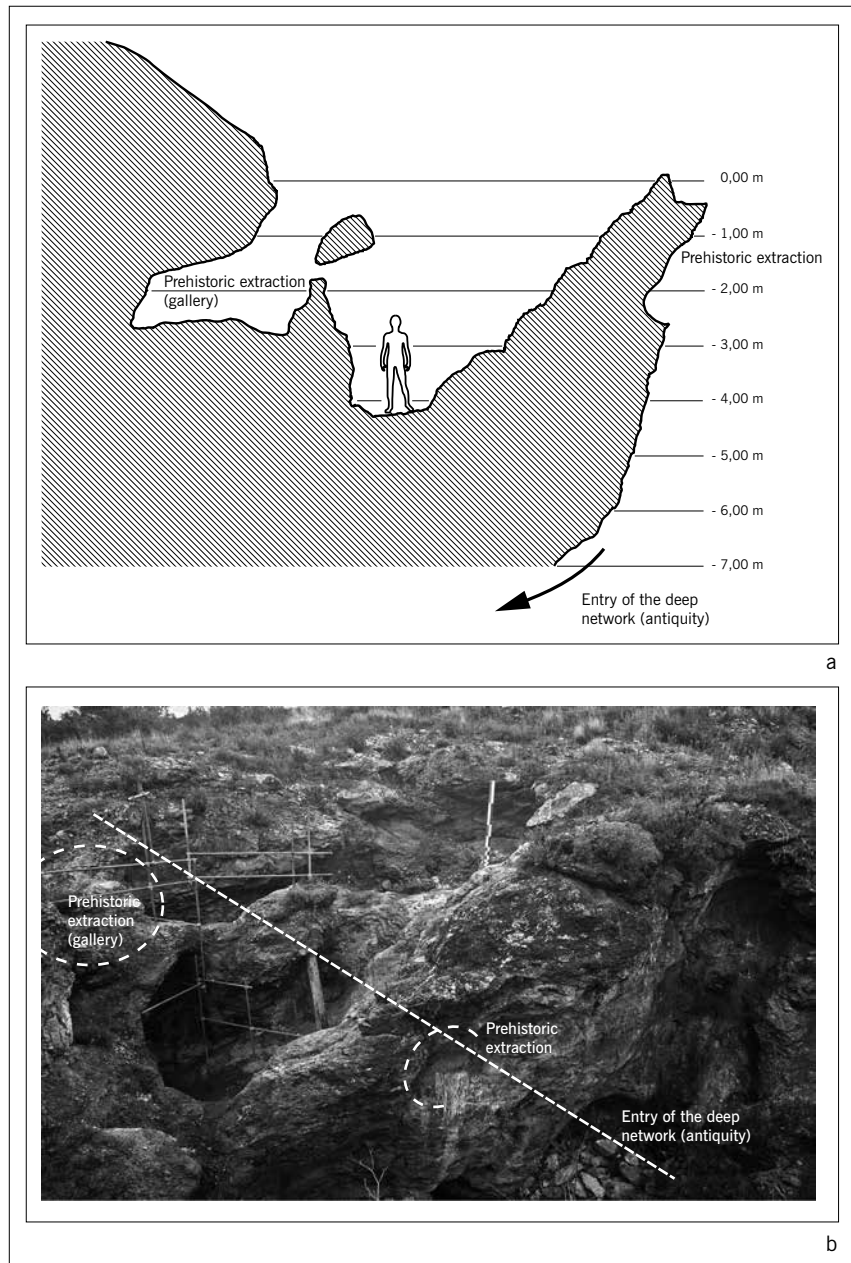 0,00 m
- 1,00 m
Prehistoric extraction
Prehistoric extraction
(gallery)
- 2,00 m
- 3,00 m
- 4,00 m
- 5,00 m
- 6,00 m
- 7,00 m
Entry of the deep
network (antiquity)
a
Prehistoric
extraction
(gallery)
Prehistoric
extraction
Entry of the deep
network (antiquity)
b